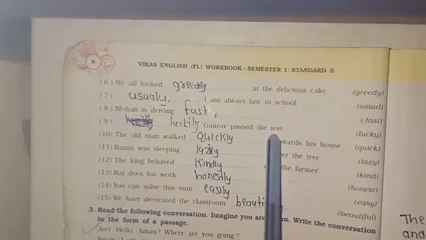 VIKAS ENGLISH (FL) WORKBOOK - SEMESTER 1 : STANDARD 5
(6) We all looked greedily at the delicious cake. (greedy)
(7) usually, I am always late to school. (usual)
(8) Mohan is driving fast, (fast)
(9) luckily Gaurav passed the test (lucky)
(10) The old man walked quickly towards his house (quick)
(11) Ramu was sleeping lazily the tree. (lazy)
(12) The king behaved kindly the farmer. (kind)
(13) Raj does his work honestly (honest)
(14) You can solve this sum easily (easy)
(15) We have decorated the classroom beauti (beautiful)
3. Read the following conversation. Imagine you are Write the conversation
in the form of a passage.
Jeet : Hello, Aman! Where are you going?
The
and